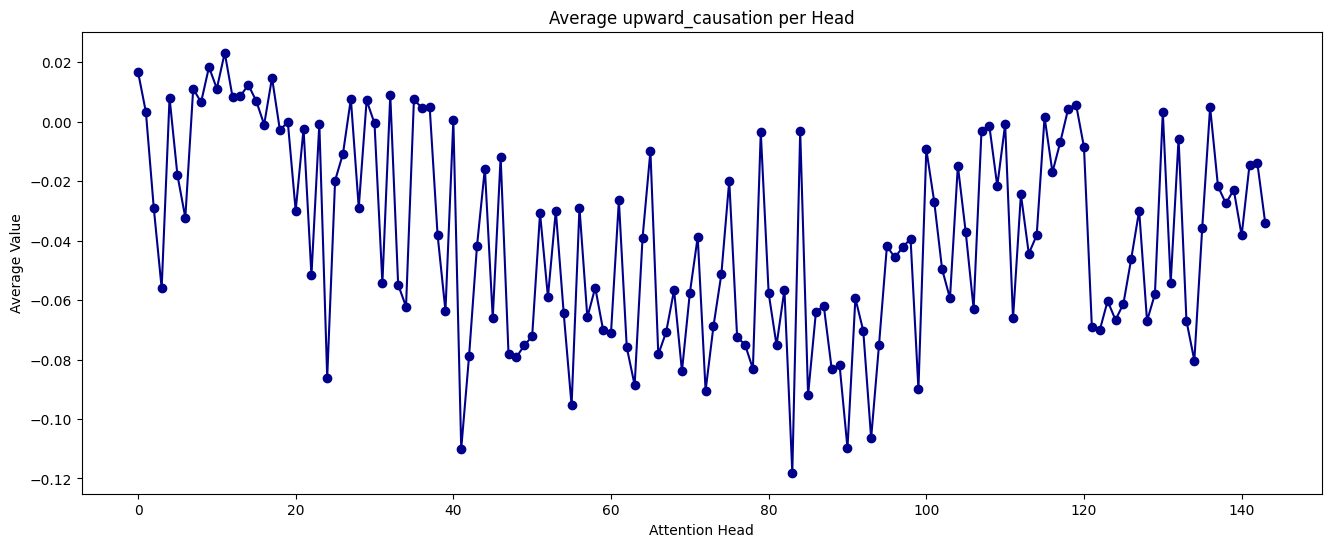 Average upward_causation per Head
Average Value
0.02
0.00
−0.02
−0.04
−0.06
−0.08
−0.10
−0.12
0 20 40 60 80 100 120 140
Attention Head